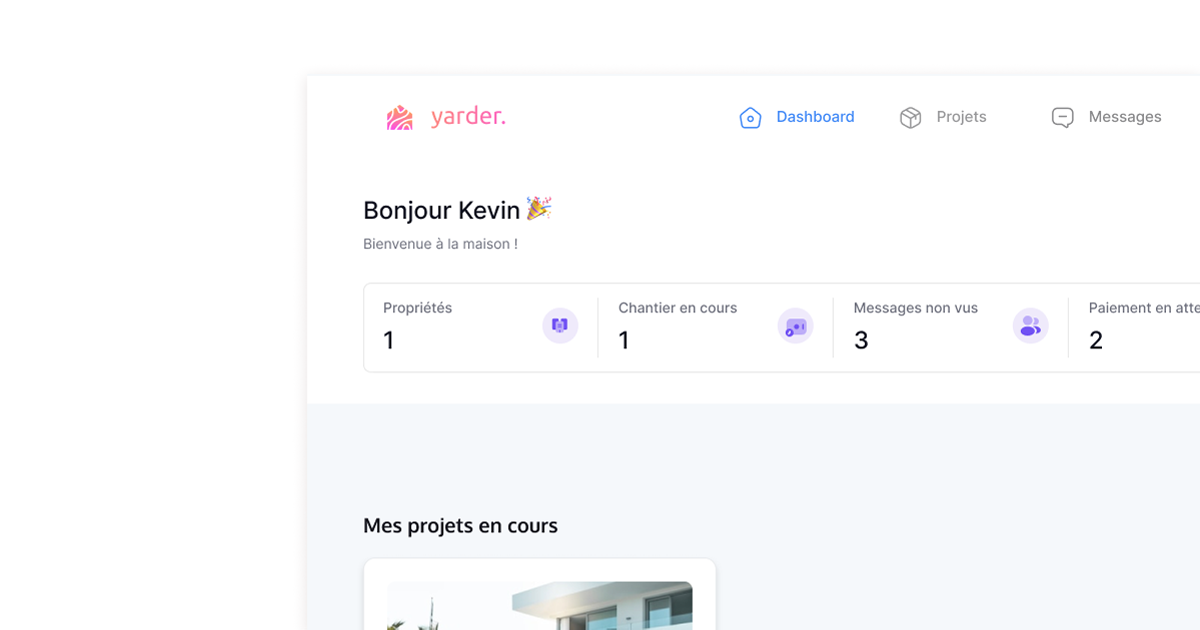 yarder.
Dashboard
Projets
Messages
Bonjour Kevin 🎉
Bienvenue à la maison !
Propriétés
1
Chantier en cours
1
Messages non vus
3
Paiement en atte
2
Mes projets en cours